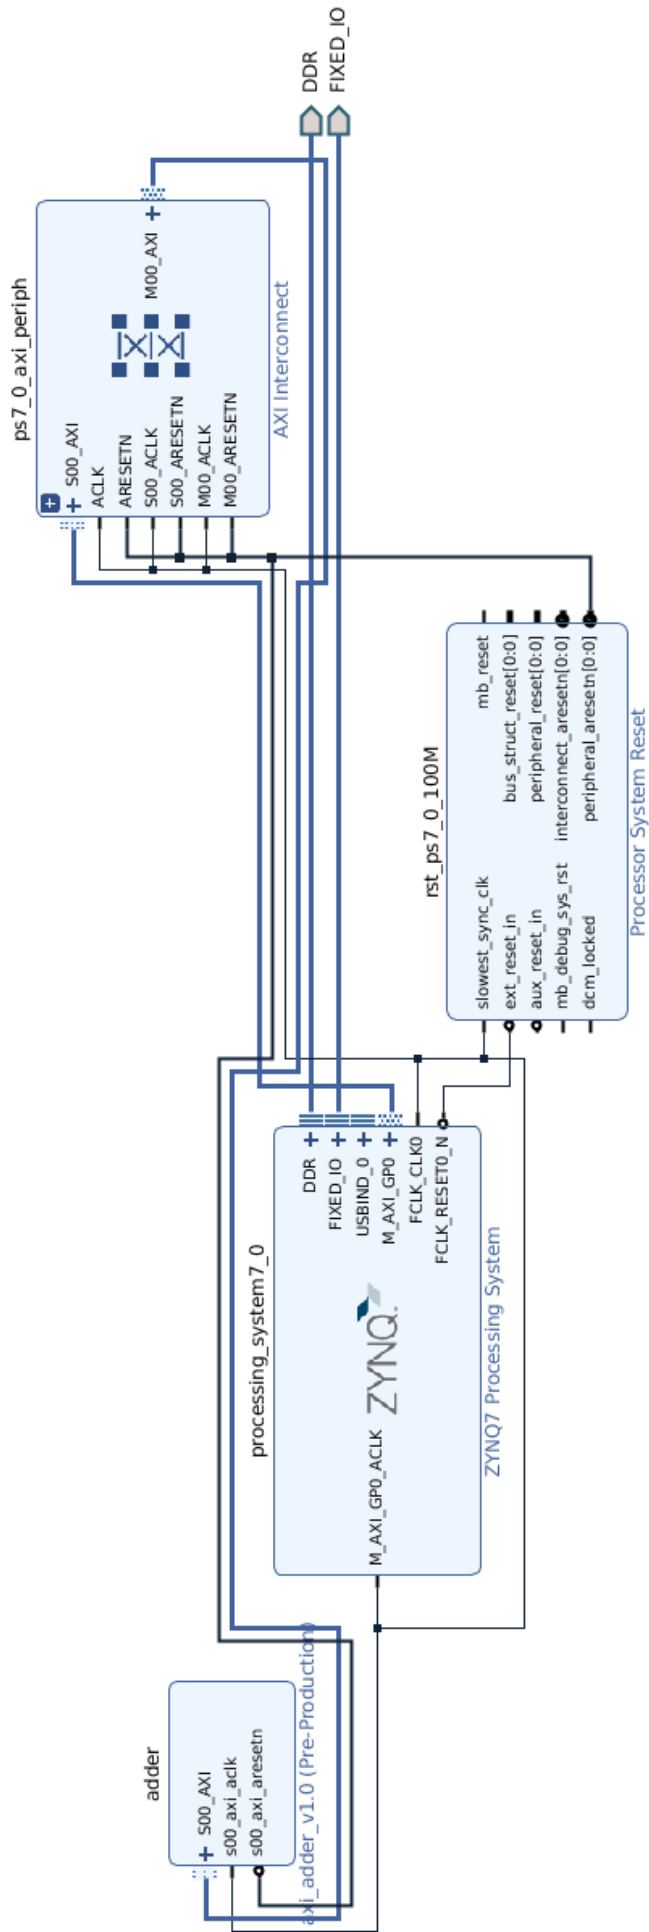 adder
S00_AXI
s00_axi_aclk
s00_axi_aresetn
axi_adder_v1.0 (Pre-Production)
processing_system7_0
M_AXI_GP0_ACLK
ZYNQ.
DDR
FIXED_IO
USBIND_0
M_AXI_GP0
FCLK_CLK0
FCLK_RESET0_N
ZYNQ7 Processing System
rst_ps7_0_100M
slowest_sync_clk
ext_reset_in
aux_reset_in
mb_debug_sys_rst
dcm_locked
mb_reset
bus_struct_reset[0:0]
peripheral_reset[0:0]
interconnect_aresetn[0:0]
peripheral_aresetn[0:0]
Processor System Reset
ps7_0_axi_periph
S00_AXI
ACLK
ARESETN
S00_ACLK
S00_ARESETN
M00_ACLK
M00_ARESETN
M00_AXI
AXI Interconnect
DDR
FIXED_IO